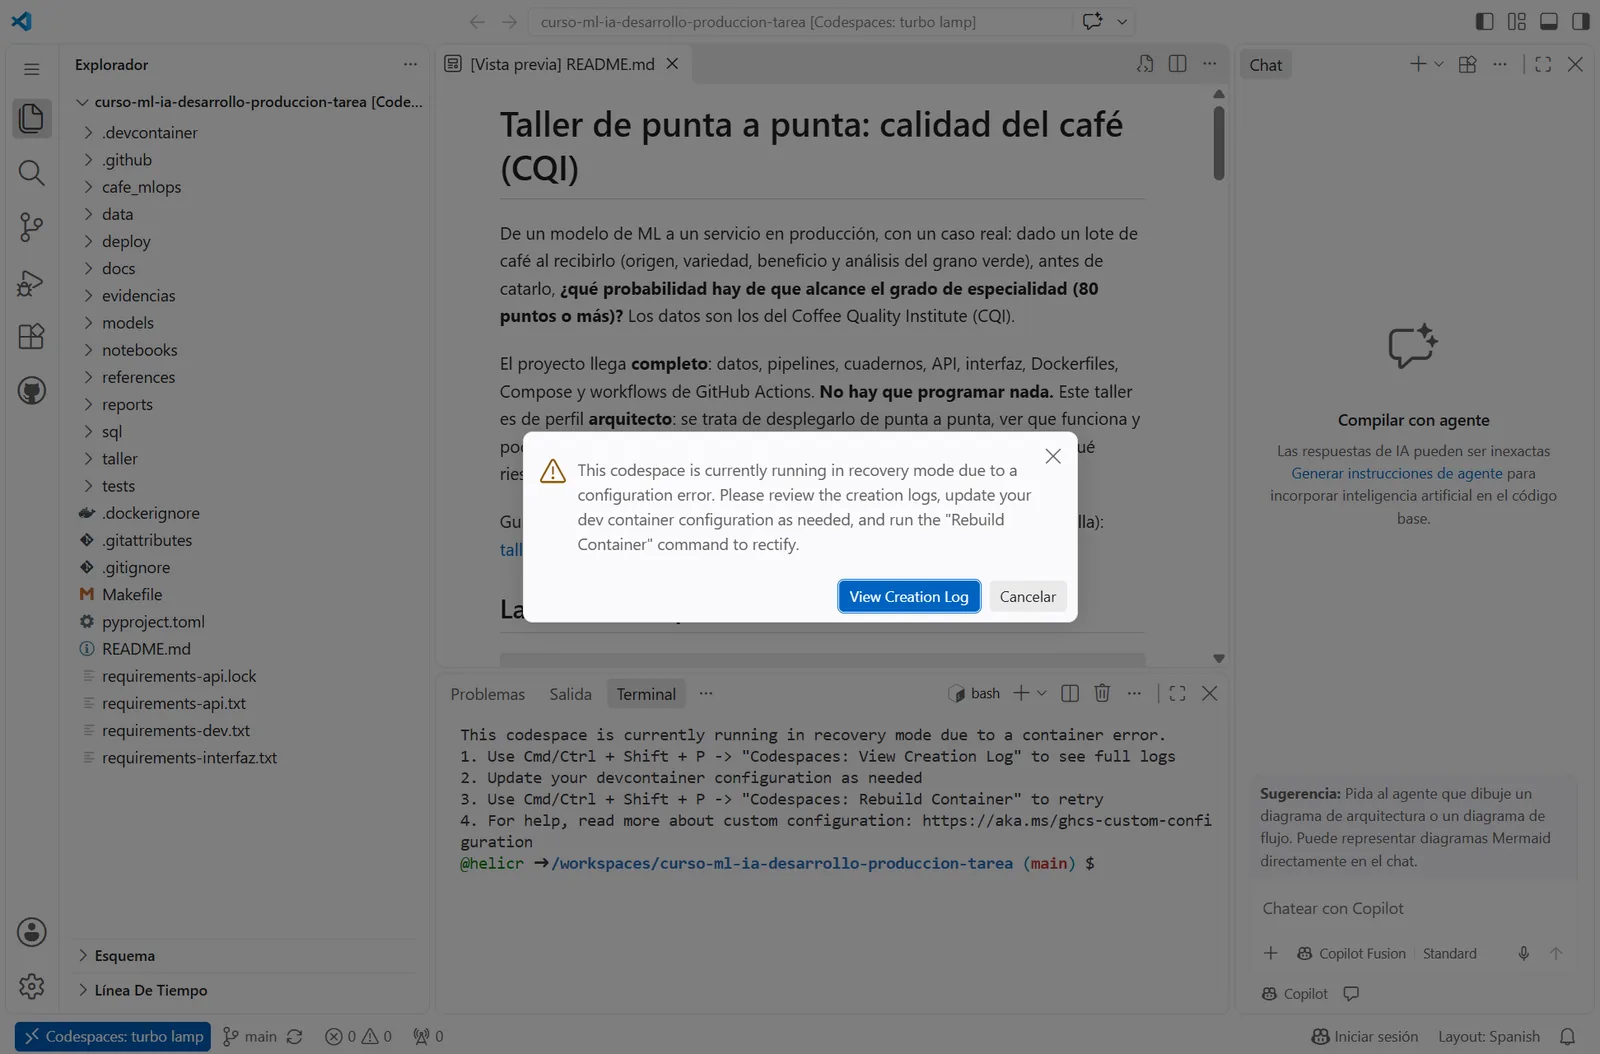 curso-ml-ia-desarrollo-produccion-tarea [Codespaces: turbo lamp]
Explorador
curso-ml-ia-desarrollo-produccion-tarea [Code...
.devcontainer
.github
cafe_mlops
data
deploy
docs
evidencias
models
notebooks
references
reports
sql
taller
tests
.dockerignore
.gitattributes
.gitignore
Makefile
pyproject.toml
README.md
requirements-api.lock
requirements-api.txt
requirements-dev.txt
requirements-interfaz.txt
Esquema
Línea De Tiempo
[Vista previa] README.md
Taller de punta a punta: calidad del café
(CQI)
De un modelo de ML a un servicio en producción, con un caso real: dado un lote de
café al recibirlo (origen, variedad, beneficio y análisis del grano verde), antes de
catarlo, ¿qué probabilidad hay de que alcance el grado de especialidad (80
puntos o más)? Los datos son los del Coffee Quality Institute (CQI).
El proyecto llega completo: datos, pipelines, cuadernos, API, interfaz, Dockerfiles,
Compose y workflows de GitHub Actions. No hay que programar nada. Este taller
es de perfil arquitecto: se trata de desplegarlo de punta a punta, ver que funciona y
This codespace is currently running in recovery mode due to a
configuration error. Please review the creation logs, update your
dev container configuration as needed, and run the "Rebuild
Container" command to rectify.
View Creation Log
Cancelar
Problemas
Salida
Terminal
bash
This codespace is currently running in recovery mode due to a container error.
1. Use Cmd/Ctrl + Shift + P -> "Codespaces: View Creation Log" to see full logs
2. Update your devcontainer configuration as needed
3. Use Cmd/Ctrl + Shift + P -> "Codespaces: Rebuild Container" to retry
4. For help, read more about custom configuration: https://aka.ms/ghcs-custom-confi
guration
@helicr →/workspaces/curso-ml-ia-desarrollo-produccion-tarea (main) $
Chat
Compilar con agente
Las respuestas de IA pueden ser inexactas
Generar instrucciones de agente para
incorporar inteligencia artificial en el código
base.
Sugerencia: Pida al agente que dibuje un
diagrama de arquitectura o un diagrama de
flujo. Puede representar diagramas Mermaid
directamente en el chat.
Chatear con Copilot
Copilot Fusion
Standard
Copilot
Codespaces: turbo lamp
main
0
0
0
Iniciar sesión
Layout: Spanish